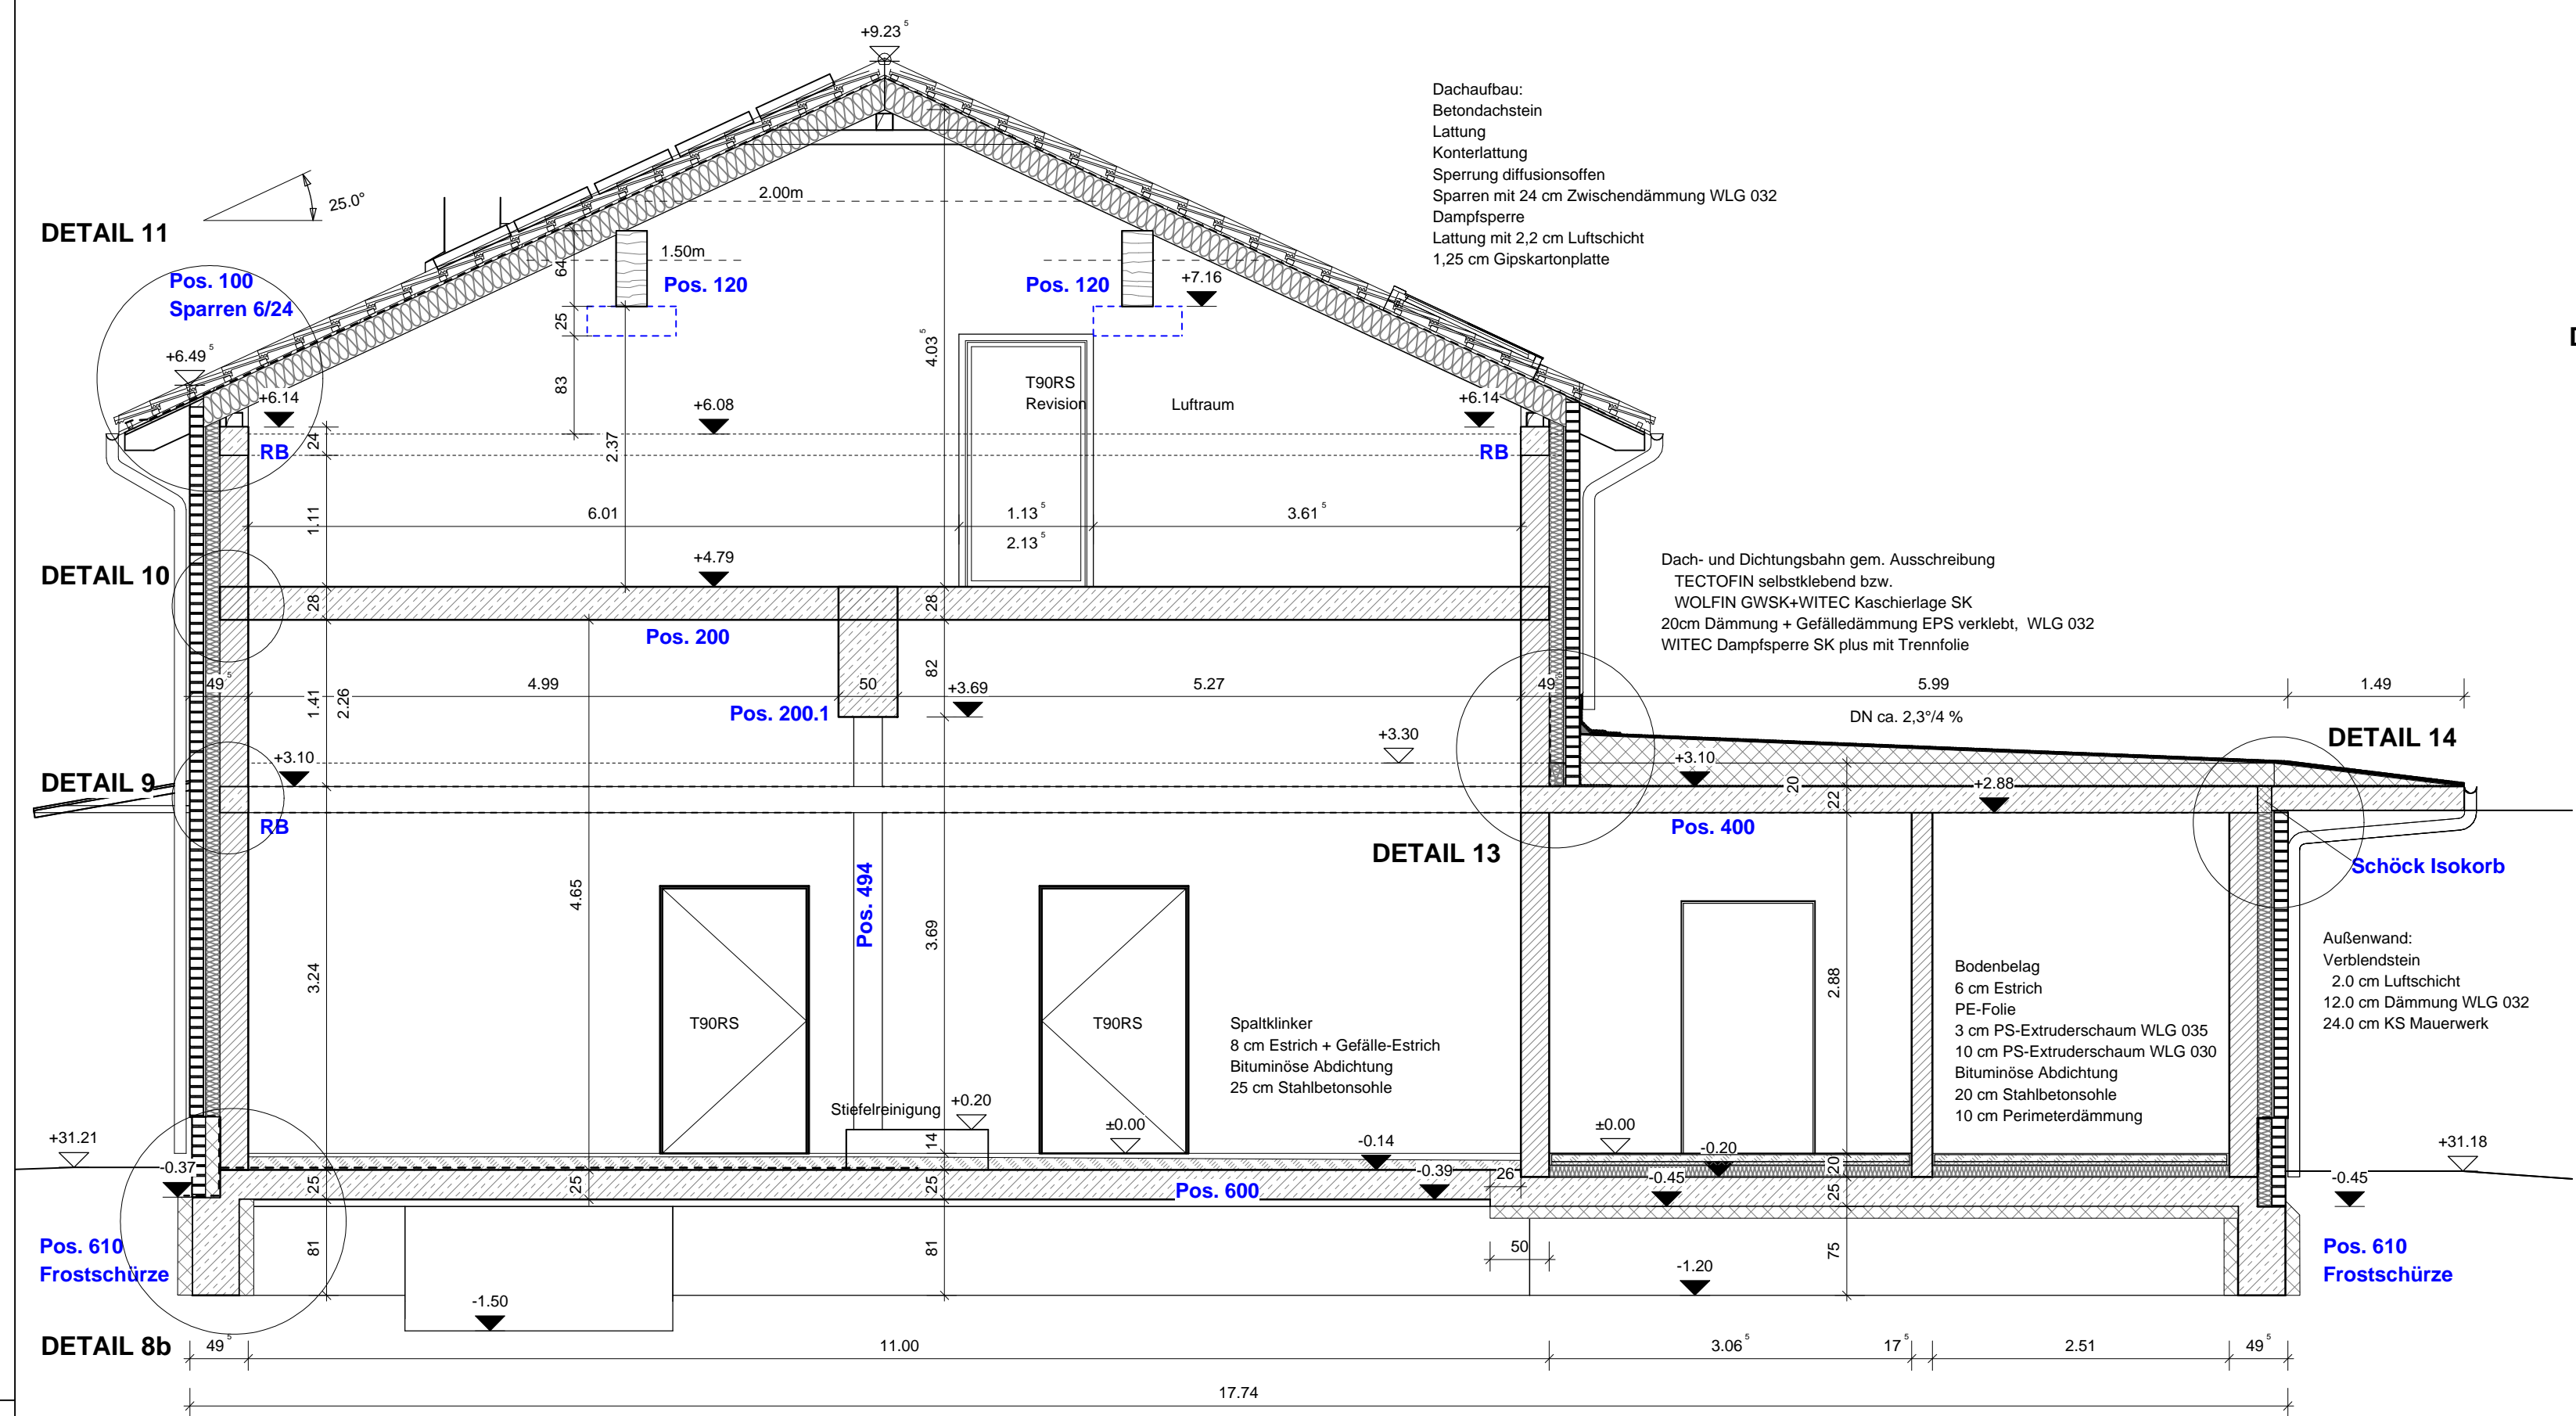 +9.23⁵
Dachaufbau:
Betondachstein
Lattung
Konterlattung
Sperrung diffusionsoffen
Sparren mit 24 cm Zwischendämmung WLG 032
Dampfsperre
Lattung mit 2,2 cm Luftschicht
1,25 cm Gipskartonplatte
25.0°
2.00m
DETAIL 11
1.50m
64
Pos. 100
Sparren 6/24
Pos. 120
Pos. 120
+7.16
25
83
4.03⁵
+6.49⁵
+6.14
+6.08
T90RS
Revision
Luftraum
+6.14
RB
24
2.37
RB
1.11
6.01
1.13⁵
2.13⁵
3.61⁵
DETAIL 10
+4.79
28
28
Pos. 200
Dach- und Dichtungsbahn gem. Ausschreibung
TECTOFIN selbstklebend bzw.
WOLFIN GWSK+WITEC Kaschierlage SK
20cm Dämmung + Gefälledämmung EPS verklebt, WLG 032
WITEC Dampfsperre SK plus mit Trennfolie
49⁵
1.41
2.26
4.99
50
82
+3.69
5.27
49
5.99
1.49
Pos. 200.1
DN ca. 2,3°/4 %
+3.30
DETAIL 14
DETAIL 9
+3.10
+3.10
20
22
+2.88
RB
Pos. 400
DETAIL 13
Schöck Isokorb
4.65
Pos. 494
3.69
3.24
2.88
T90RS
T90RS
Spaltklinker
8 cm Estrich + Gefälle-Estrich
Bituminöse Abdichtung
25 cm Stahlbetonsohle
Bodenbelag
6 cm Estrich
PE-Folie
3 cm PS-Extruderschaum WLG 035
10 cm PS-Extruderschaum WLG 030
Bituminöse Abdichtung
20 cm Stahlbetonsohle
10 cm Perimeterdämmung
Außenwand:
Verblendstein
2.0 cm Luftschicht
12.0 cm Dämmung WLG 032
24.0 cm KS Mauerwerk
Stiefelreinigung
+0.20
±0.00
±0.00
+31.21
14
-0.14
-0.20
20
+31.18
-0.37
25
25
25
-0.39
26
-0.45
25
-0.45
Pos. 600
Pos. 610
Frostschürze
81
81
50
75
-1.20
-1.50
Pos. 610
Frostschürze
DETAIL 8b
49⁵
11.00
3.06⁵
17⁵
2.51
49⁵
17.74